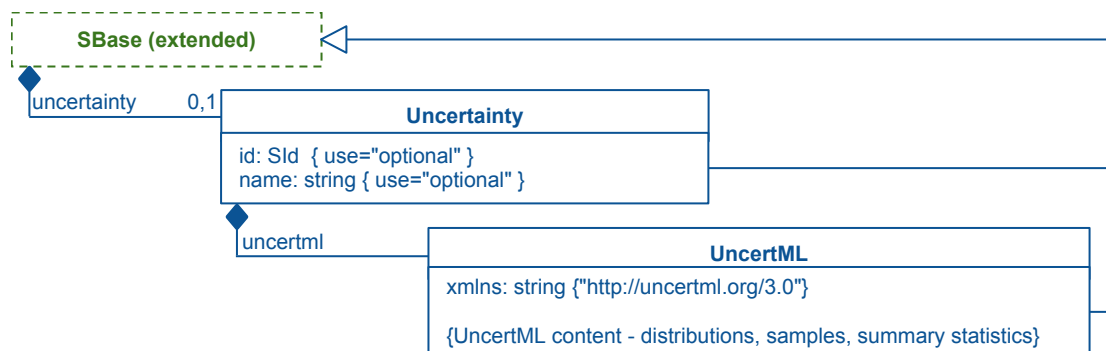 SBase (extended)
uncertainty 0,1
Uncertainty
id: SId { use="optional" }
name: string { use="optional" }
uncertml
UncertML
xmlns: string {"http://uncertml.org/3.0"}
{UncertML content - distributions, samples, summary statistics}